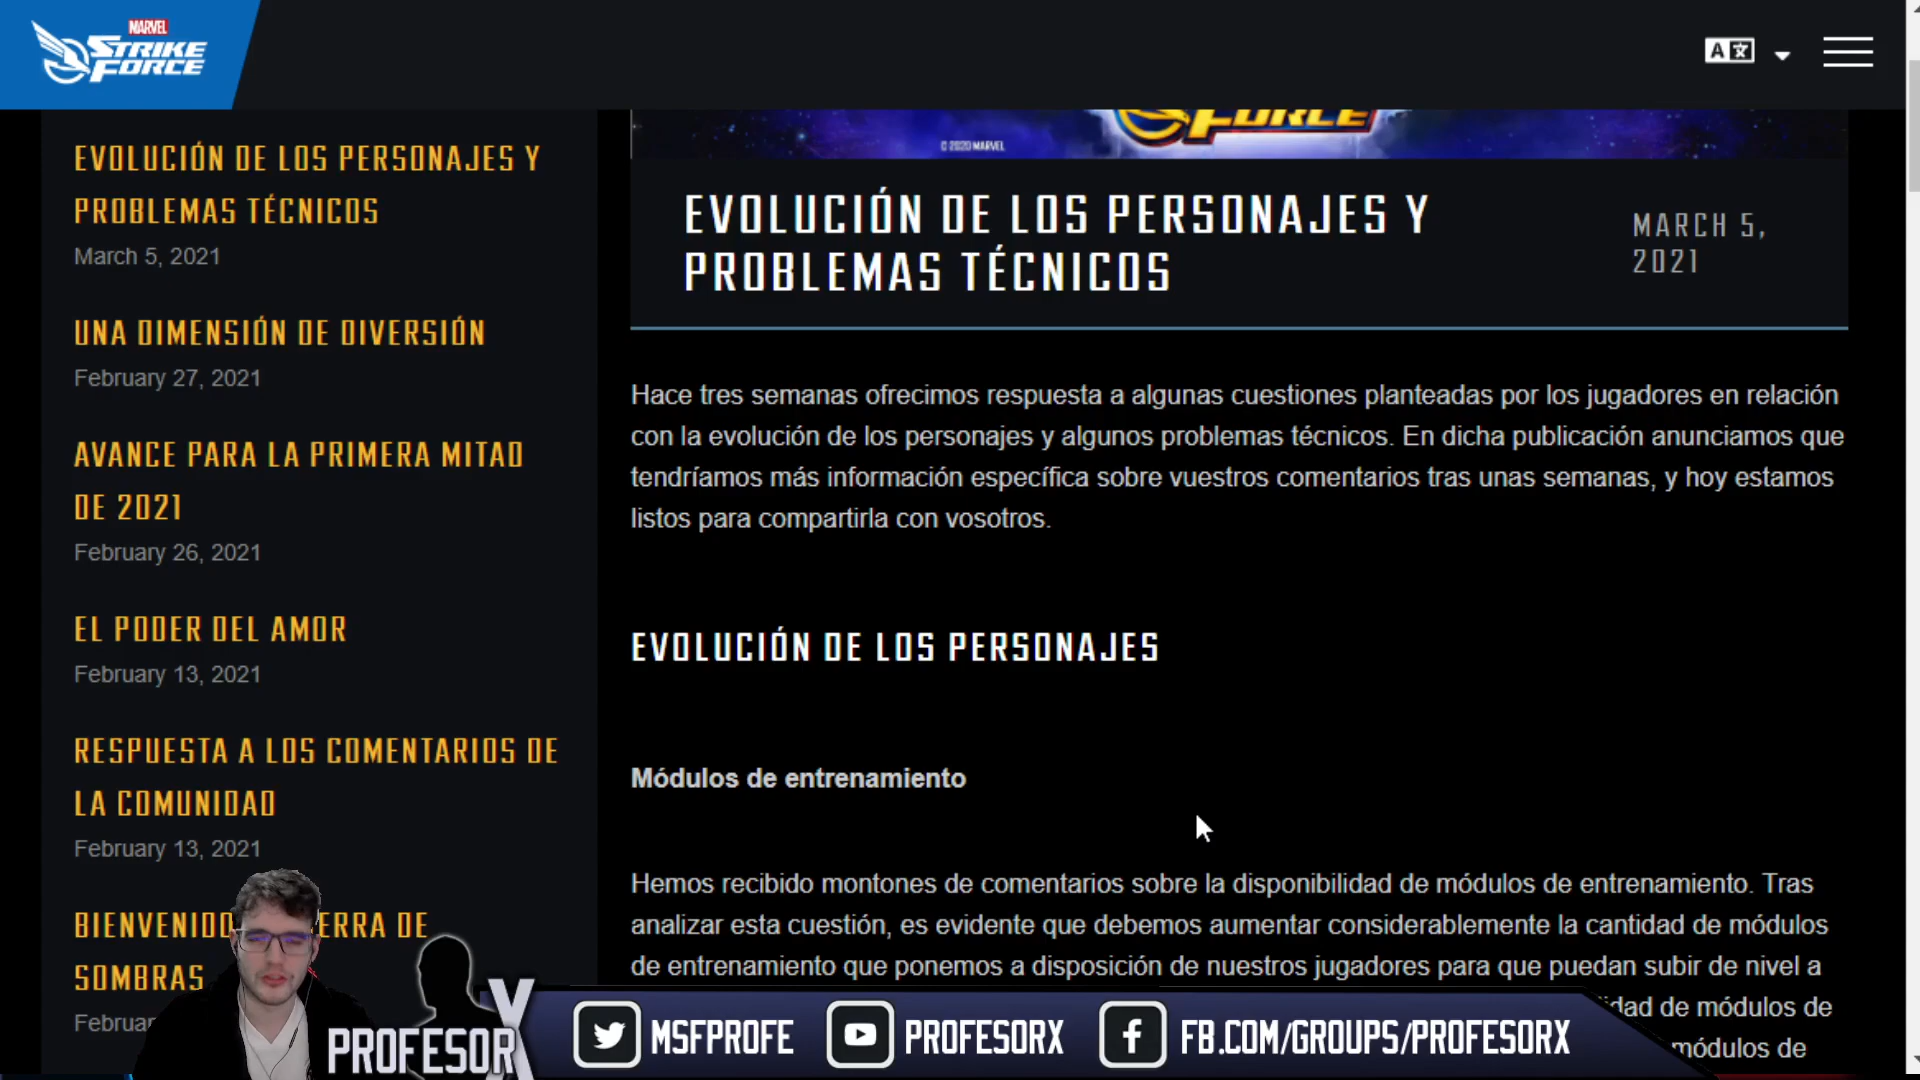 MARVEL
STRIKE
FORCE
A
EVOLUCIÓN DE LOS PERSONAJES Y
PROBLEMAS TÉCNICOS
March 5, 2021
UNA DIMENSIÓN DE DIVERSIÓN
February 27, 2021
AVANCE PARA LA PRIMERA MITAD
DE 2021
February 26, 2021
EL PODER DEL AMOR
February 13, 2021
RESPUESTA A LOS COMENTARIOS DE
LA COMUNIDAD
February 13, 2021
DE
SOMBRAS
FORCE
© 2020 MARVEL
EVOLUCIÓN DE LOS PERSONAJES Y
PROBLEMAS TÉCNICOS
MARCH 5,
2021
Hace tres semanas ofrecimos respuesta a algunas cuestiones planteadas por los jugadores en relación
con la evolución de los personajes y algunos problemas técnicos. En dicha publicación anunciamos que
tendríamos más información específica sobre vuestros comentarios tras unas semanas, y hoy estamos
listos para compartirla con vosotros.
EVOLUCIÓN DE LOS PERSONAJES
Módulos de entrenamiento
Hemos recibido montones de comentarios sobre la disponibilidad de módulos de entrenamiento. Tras
analizar esta cuestión, es evidente que debemos aumentar considerablemente la cantidad de módulos
de entrenamiento que ponemos a disposición de nuestros jugadores para que puedan subir de nivel a
de módulos de
módulos de
PROFESORX
MSFPROFE
PROFESORX
FB.COM/GROUPS/PROFESORX